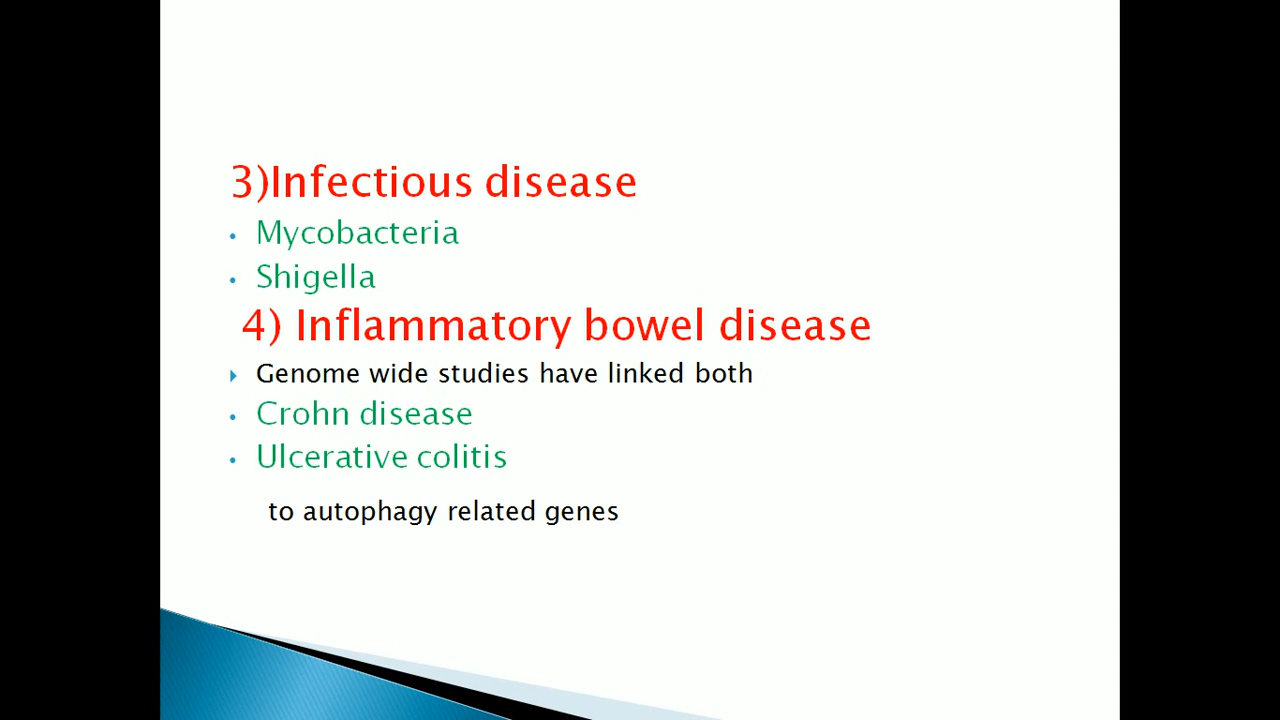 3)Infectious disease
• Mycobacteria
• Shigella
4) Inflammatory bowel disease
Genome wide studies have linked both
• Crohn disease
• Ulcerative colitis
to autophagy related genes